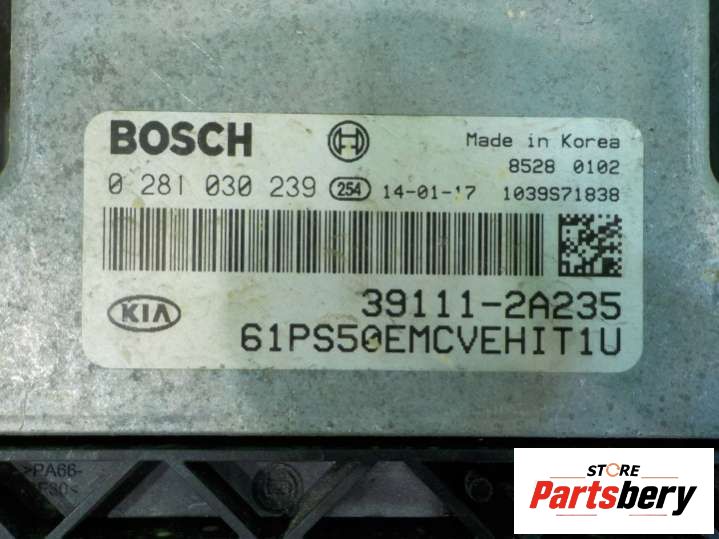 BOSCH
Made in Korea
8528 0102
0 281 030 239 254 14-01-17 1039S71838
KIA
39111-2A235
61PS50EMCVEHIT1U
>PA66-
F30<
STORE
Partsbery